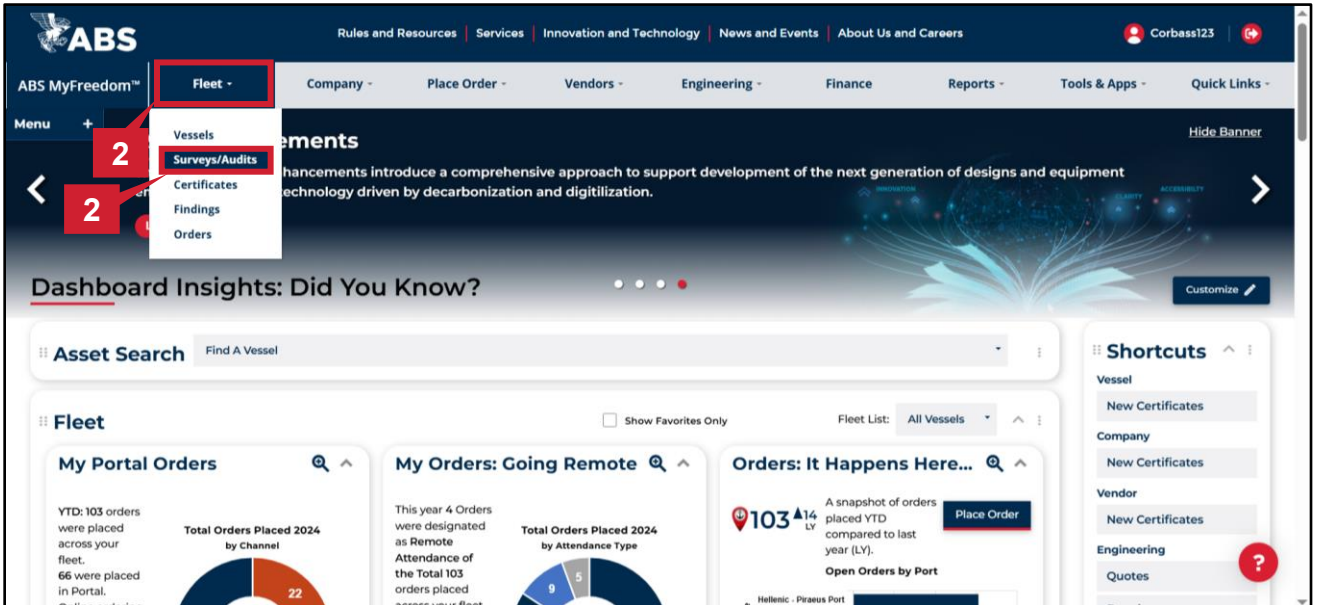 ABS
Rules and Resources | Services | Innovation and Technology | News and Events | About Us and Careers
Corbass123
ABS MyFreedom™
Fleet
Company
Place Order
Vendors
Engineering
Finance
Reports
Tools & Apps
Quick Links
Menu +
Vessels
Surveys/Audits
Certificates
Findings
Orders
2
2
ements
Hide Banner
hancements introduce a comprehensive approach to support development of the next generation of designs and equipment
en
echnology driven by decarbonization and digitilization.
INNOVATION
CLARITY
ACCESSIBILTY
Dashboard Insights: Did You Know?
Customize
Asset Search
Find A Vessel
Fleet
Show Favorites Only
Fleet List:
All Vessels
My Portal Orders
YTD: 103 orders
were placed
across your
fleet.
66 were placed
in Portal.
Total Orders Placed 2024
by Channel
22
My Orders: Going Remote
This year 4 Orders
were designated
as Remote
Attendance of
the Total 103
orders placed
across your fleet
Total Orders Placed 2024
by Attendance Type
9
5
Orders: It Happens Here...
103
14
LY
A snapshot of orders
placed YTD
compared to last
year (LY).
Place Order
Open Orders by Port
Hellenic - Piraeus Port
Shortcuts
Vessel
New Certificates
Company
New Certificates
Vendor
New Certificates
Engineering
Quotes
?